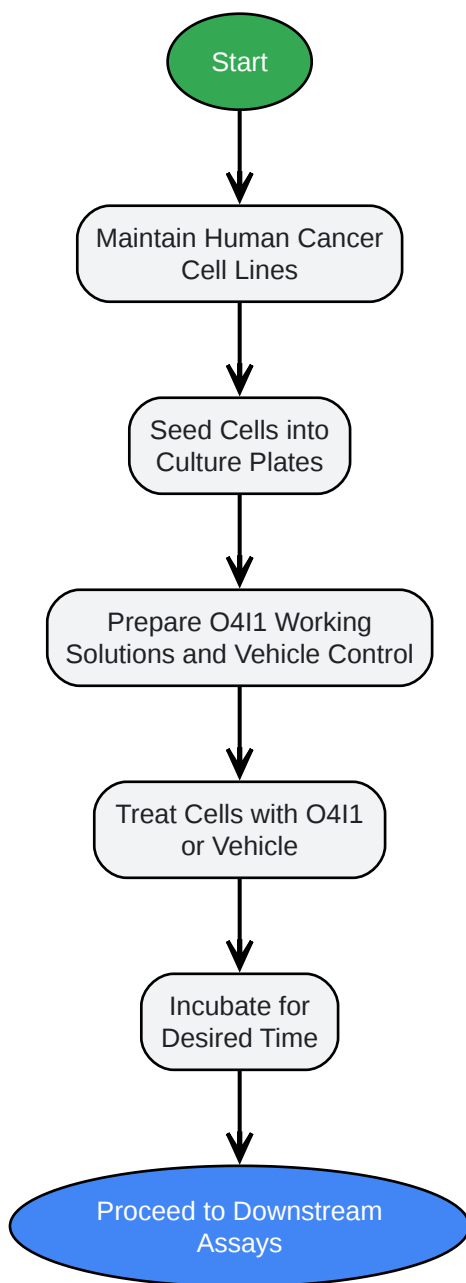 Start
Maintain Human Cancer
Cell Lines
Seed Cells into
Culture Plates
Prepare O4I1 Working
Solutions and Vehicle Control
Treat Cells with O4I1
or Vehicle
Incubate for
Desired Time
Proceed to Downstream
Assays